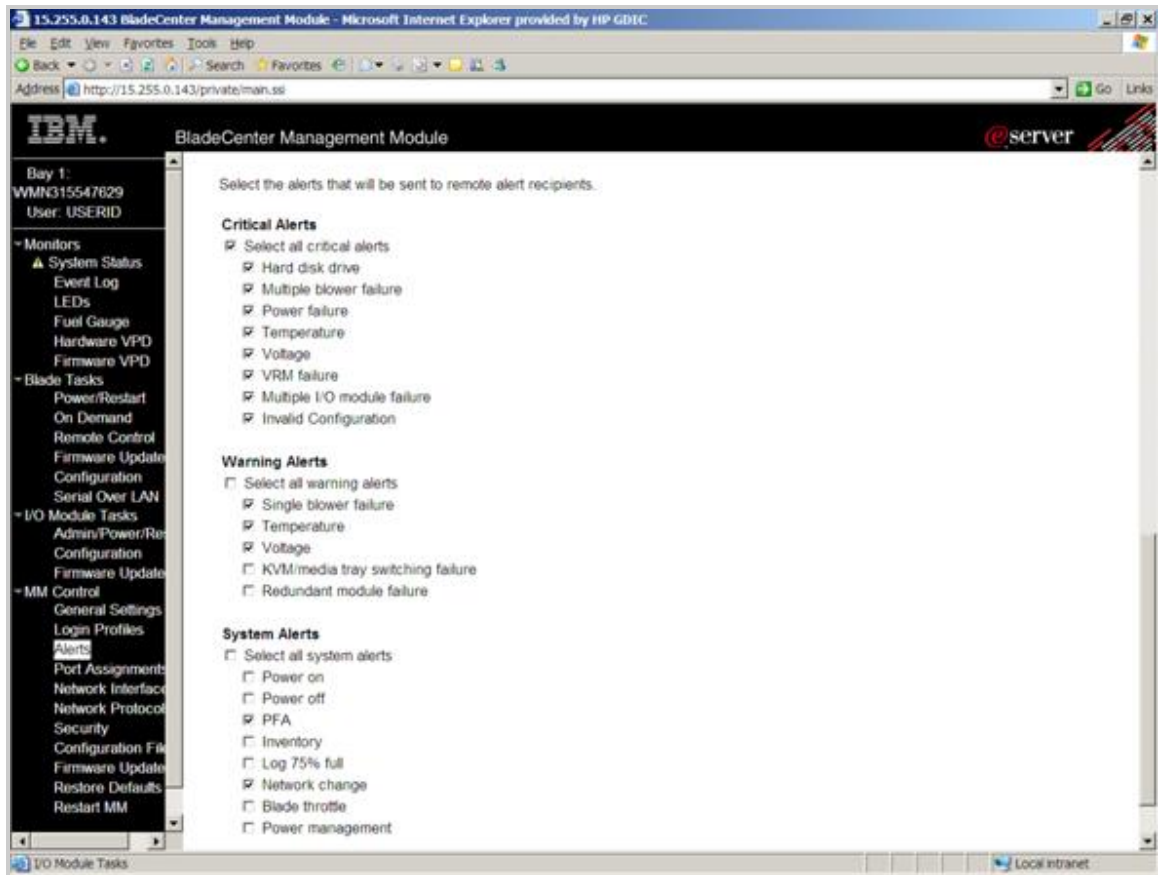 15.255.0.143 BladeCenter Management Module - Microsoft Internet Explorer provided by HP GDIC
File Edit View Favorites Tools Help
Back Search Favorites
Address http://15.255.0.143/private/main.ssi Go Links
IBM. BladeCenter Management Module @server
Bay 1:
WMN315547629
User: USERID
Monitors
System Status
Event Log
LEDs
Fuel Gauge
Hardware VPD
Firmware VPD
Blade Tasks
Power/Restart
On Demand
Remote Control
Firmware Update
Configuration
Serial Over LAN
I/O Module Tasks
Admin/Power/Res
Configuration
Firmware Update
MM Control
General Settings
Login Profiles
Alerts
Port Assignments
Network Interface
Network Protocol
Security
Configuration File
Firmware Update
Restore Defaults
Restart MM
Select the alerts that will be sent to remote alert recipients.
Critical Alerts
Select all critical alerts
Hard disk drive
Multiple blower failure
Power failure
Temperature
Voltage
VRM failure
Multiple I/O module failure
Invalid Configuration
Warning Alerts
Select all warning alerts
Single blower failure
Temperature
Voltage
KVM/media tray switching failure
Redundant module failure
System Alerts
Select all system alerts
Power on
Power off
PFA
Inventory
Log 75% full
Network change
Blade throttle
Power management
I/O Module Tasks
Local intranet